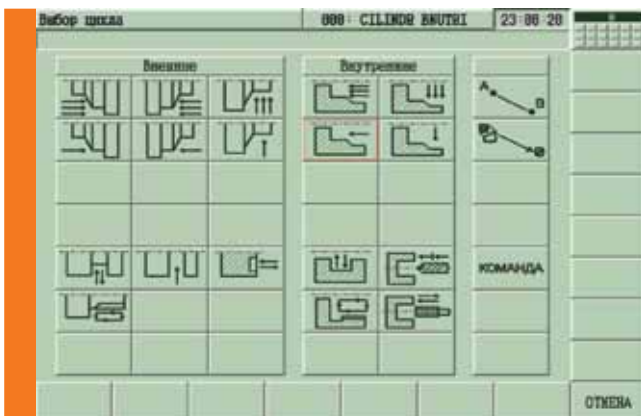 Выбор цикла
000: CILINDR BNUTRI
23:06:20
Внешние
Внутренние
A
B
КОМАНДА
ОТМЕНА